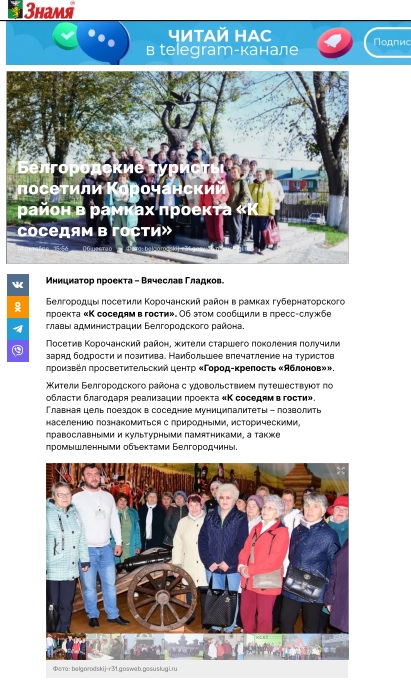 Знамя
ЧИТАЙ НАС
в telegram-канале
Подпис
Белгородские туристы
посетили Корочанский
район в рамках проекта «К
соседям в гости»
15:56 Общество Фото: belgorodskij-r31.gosweb.gosuslugi.ru
Инициатор проекта – Вячеслав Гладков.
Белгородцы посетили Корочанский район в рамках губернаторского
проекта «К соседям в гости». Об этом сообщили в пресс-службе
главы администрации Белгородского района.
Посетив Корочанский район, жители старшего поколения получили
заряд бодрости и позитива. Наибольшее впечатление на туристов
произвёл просветительский центр «Город-крепость «Яблонов»».
Жители Белгородского района с удовольствием путешествуют по
области благодаря реализации проекта «К соседям в гости».
Главная цель поездок в соседние муниципалитеты – позволить
населению познакомиться с природными, историческими,
православными и культурными памятниками, а также
промышленными объектами Белгородчины.
Фото: belgorodskij-r31.gosweb.gosuslugi.ru